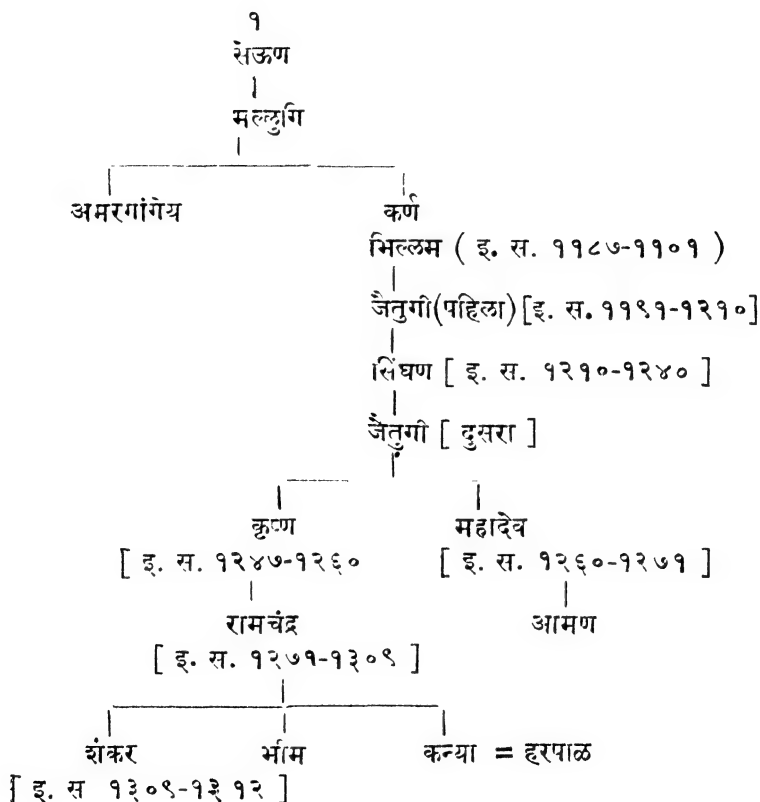 १
सेऊण
मल्लुगि
अमरगांगेय कर्ण
भिल्लम ( इ. स. ११८७-११०१ )
जैतुगी(पहिला) [इ. स. ११९१-१२१०]
सिंघण [ इ. स. १२१०-१२४० ]
जैतुगी [ दुसरा ]
कृष्ण महादेव
[ इ. स. १२४७-१२६० [ इ. स. १२६०-१२७१ ]
रामचंद्र आमण
[ इ. स. १२७१-१३०९ ]
शंकर भीम कन्या = हरपाळ
[ इ. स १३०९-१३१२ ]